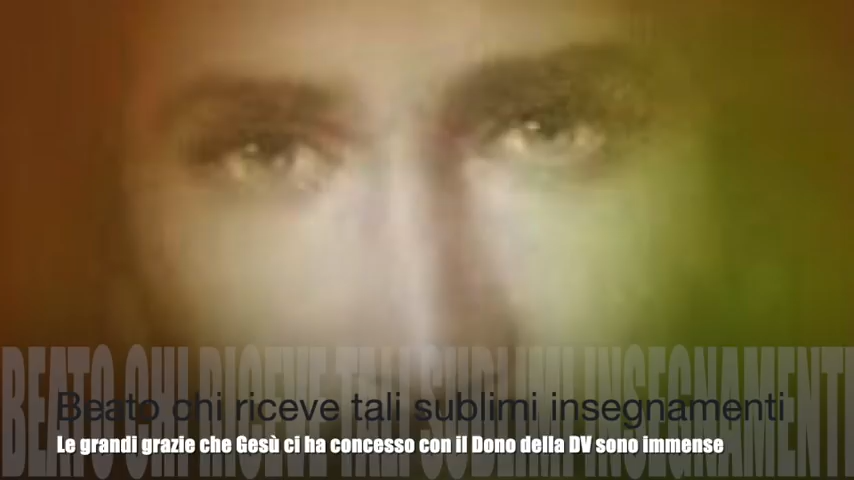 BEATO CHI RICEVE TALI SUBLIMI INSEGNAMENTI
Beato chi riceve tali sublimi insegnamenti
Le grandi grazie che Gesù ci ha concesso con il Dono della DV sono immense